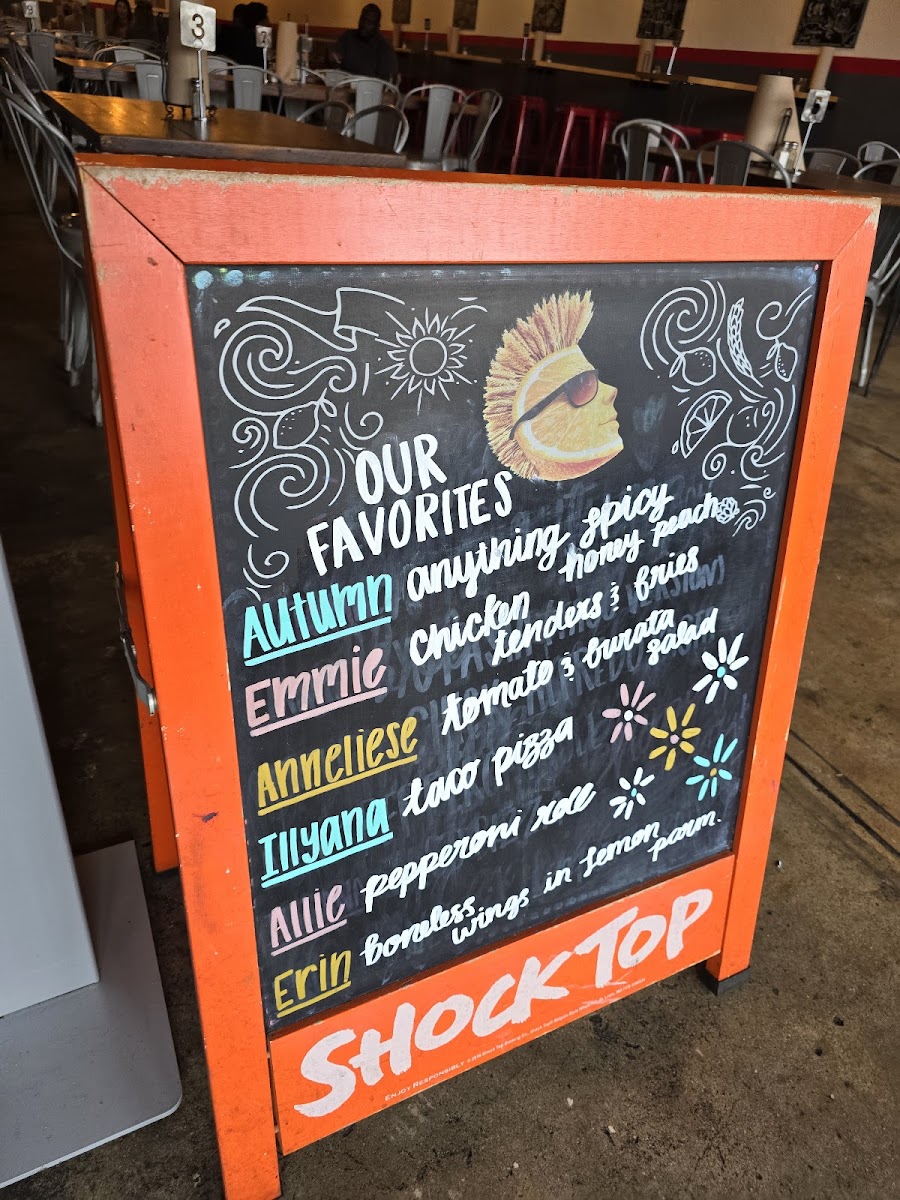 3
OUR
FAVORITES
Autumn anything spicy
honey peach
Emmie chicken
tenders & fries
Anneliese tomato & burata
salad
Illyana taco pizza
Allie pepperoni roll
Erin boneless
wings in lemon
parm.
SHOCK TOP
ENJOY RESPONSIBLY